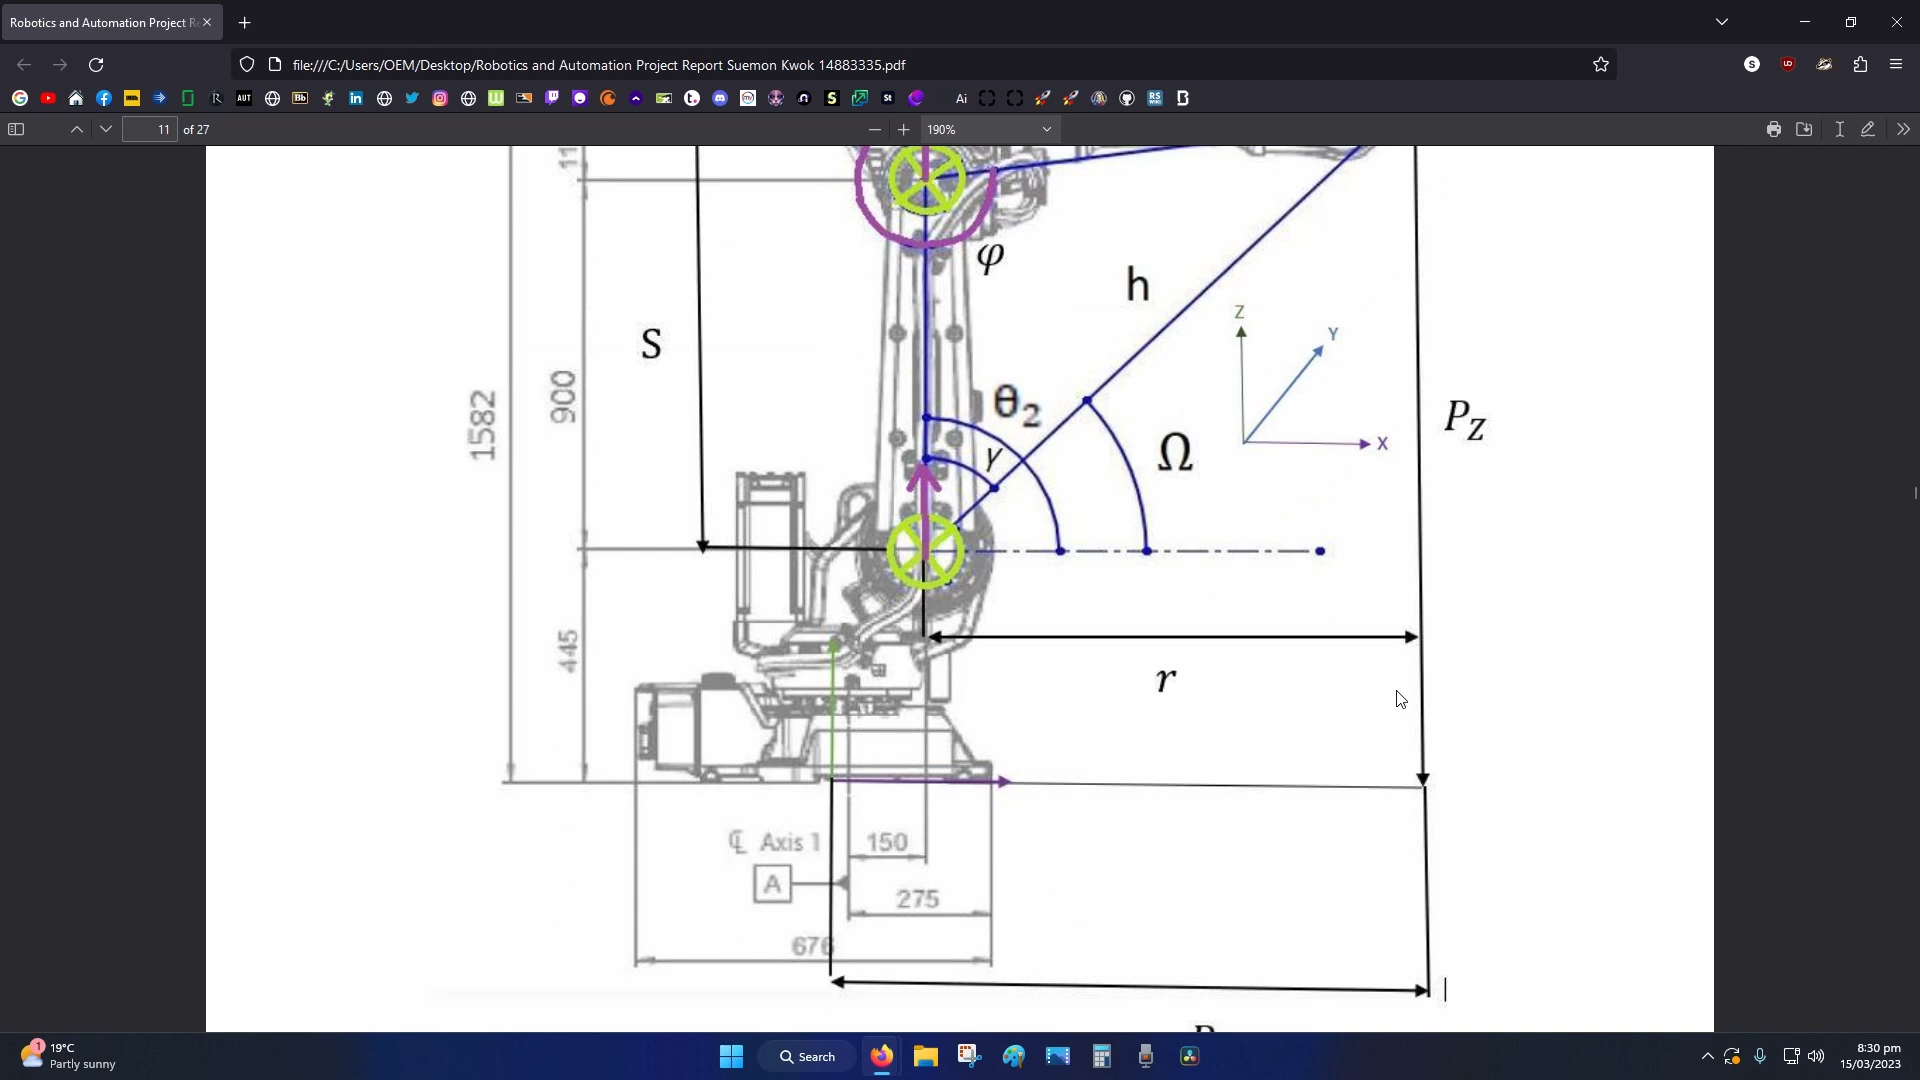 Robotics and Automation Project Re
file:///C:/Users/OEM/Desktop/Robotics and Automation Project Report Suemon Kwok 14883335.pdf
11 of 27
190%
φ
h
S
Z
Y
X
1582
900
θ2
γ
Ω
PZ
445
r
℄ Axis 1
150
A
275
676
19°C
Partly sunny
Search
8:30 pm
15/03/2023